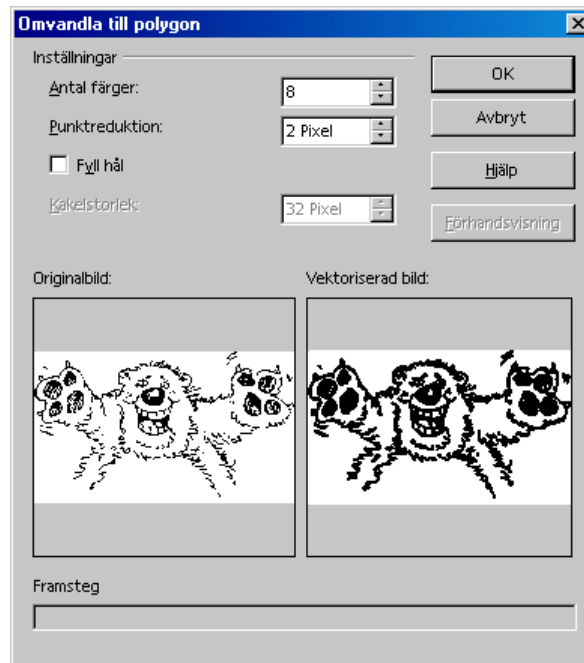 Omvandla till polygon
Inställningar
Antal färger:
8
Punktreduktion:
2 Pixel
Fyll hål
Kakelstorlek:
32 Pixel
OK
Avbryt
Hjälp
Förhandsvisning
Originalbild:
Vektoriserad bild:
Framsteg